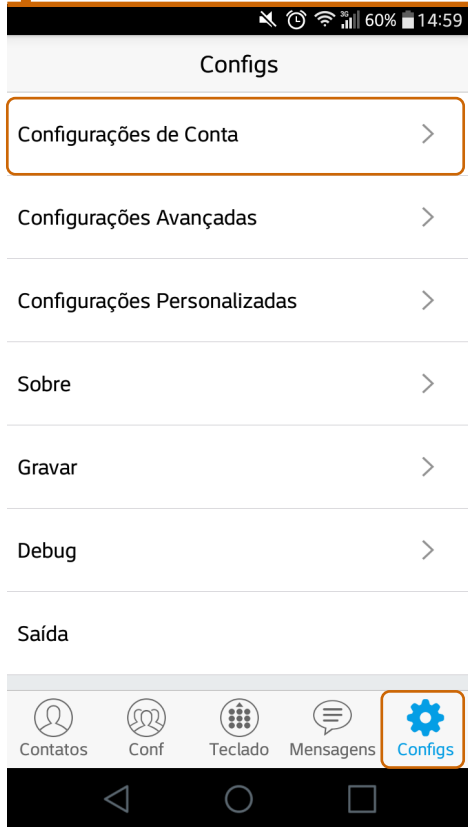 3G 60% 14:59
Configs
Configurações de Conta
Configurações Avançadas
Configurações Personalizadas
Sobre
Gravar
Debug
Saída
Contatos Conf Teclado Mensagens Configs